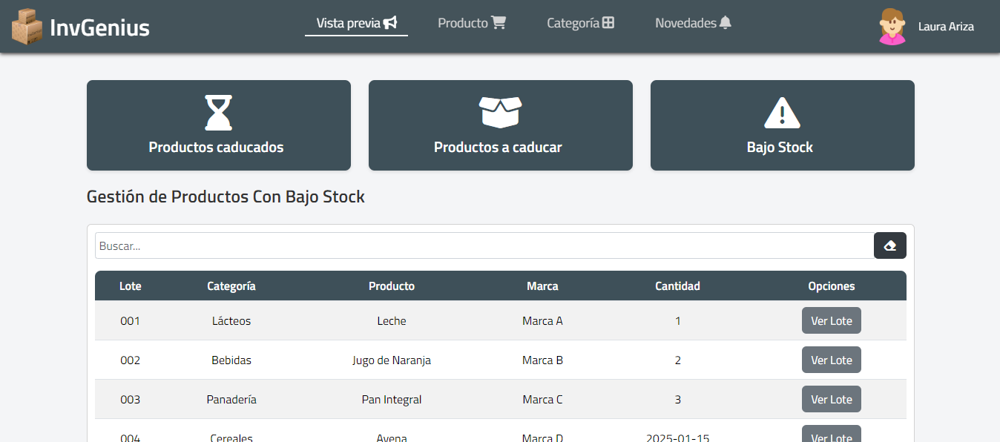 InvGenius
Vista previa
Producto
Categoría
Novedades
Laura Ariza
Productos caducados
Productos a caducar
Bajo Stock
Gestión de Productos Con Bajo Stock
Buscar...
Lote Categoría Producto Marca Cantidad Opciones
001 Lácteos Leche Marca A 1 Ver Lote
002 Bebidas Jugo de Naranja Marca B 2 Ver Lote
003 Panadería Pan Integral Marca C 3 Ver Lote
004 Cereales Avena Marca D 2025-01-15 Ver Lote